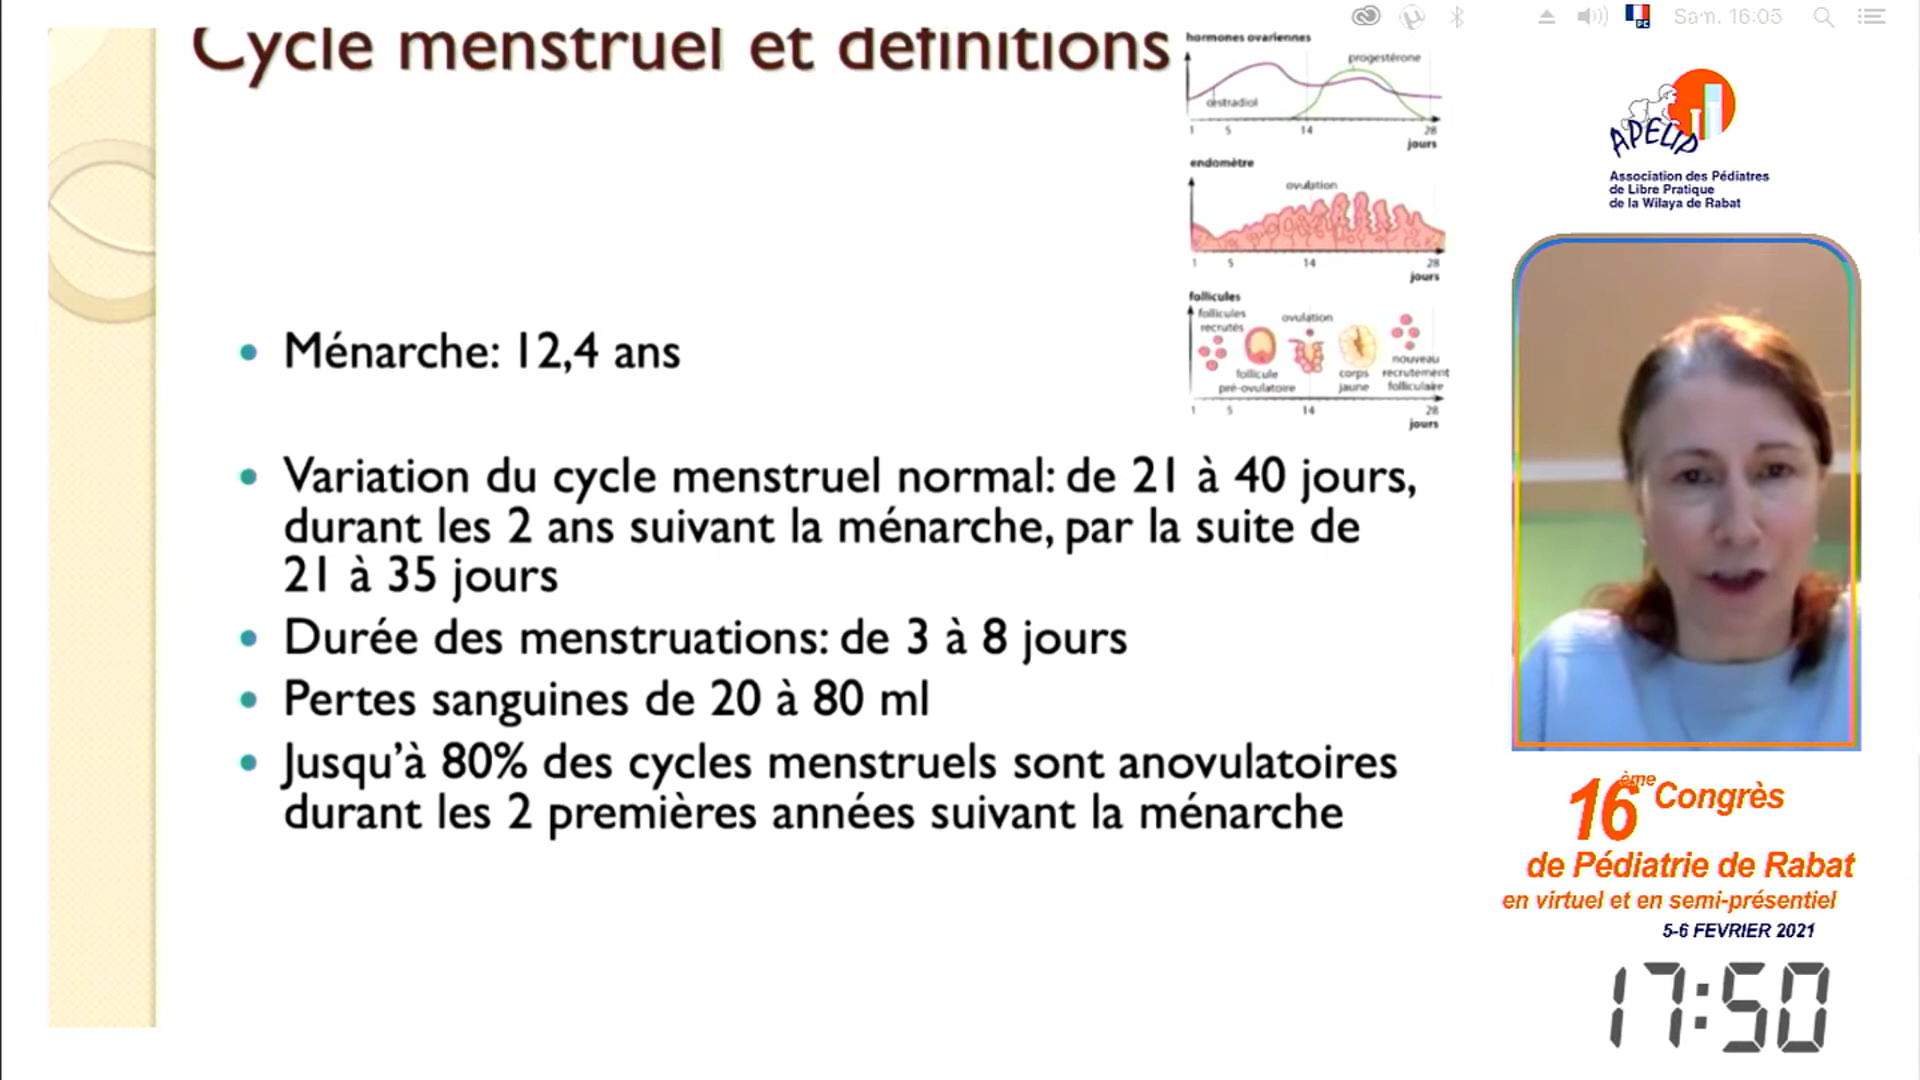 Sam. 16:05
Cycle menstruel et définitions
hormones ovariennes
progestérone
œstradiol
1 5 14 28
jours
endomètre
ovulation
1 5 14 28
jours
follicules
follicules
recrutés
ovulation
follicule
pré-ovulatoire
corps
jaune
nouveau
recrutement
folliculaire
1 5 14 28
jours
• Ménarche: 12,4 ans
• Variation du cycle menstruel normal: de 21 à 40 jours,
durant les 2 ans suivant la ménarche, par la suite de
21 à 35 jours
• Durée des menstruations: de 3 à 8 jours
• Pertes sanguines de 20 à 80 ml
• Jusqu’à 80% des cycles menstruels sont anovulatoires
durant les 2 premières années suivant la ménarche
APELIP
Association des Pédiatres
de Libre Pratique
de la Wilaya de Rabat
16ème Congrès
de Pédiatrie de Rabat
en virtuel et en semi-présentiel
5-6 FEVRIER 2021
17:50